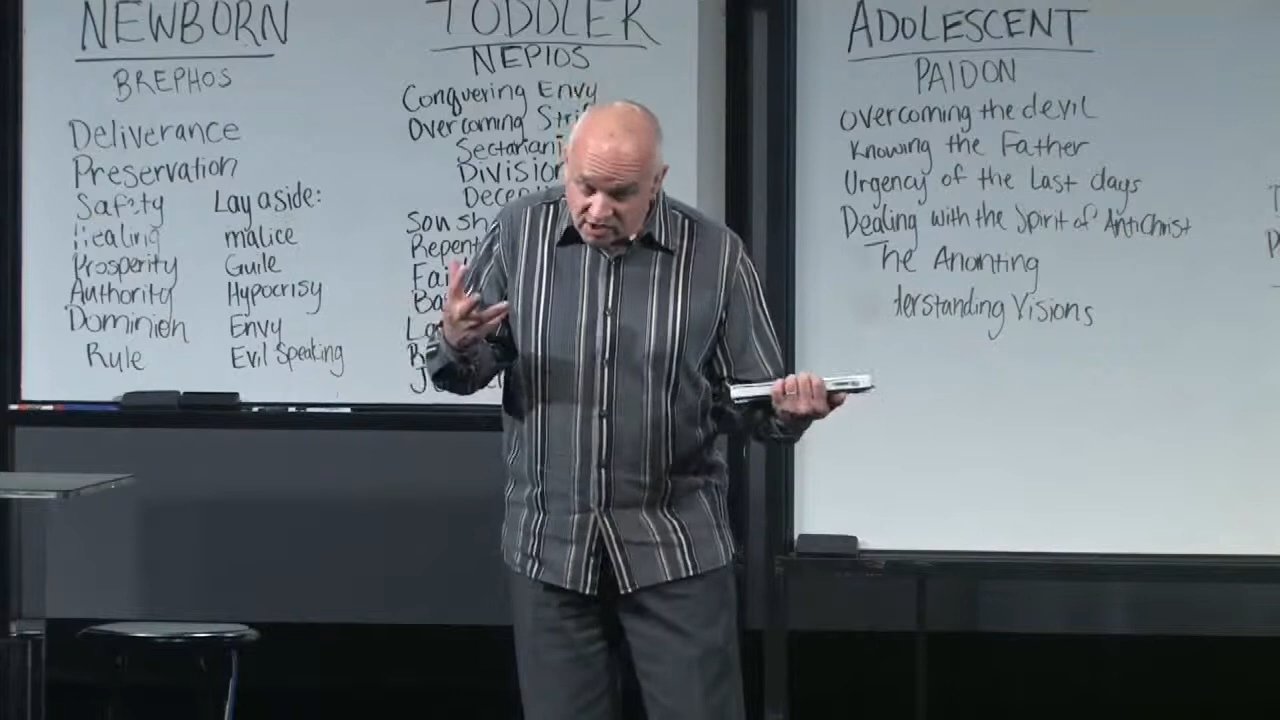 NEWBORN
BREPHOS
Deliverance
Preservation
Safety
Healing
Prosperity
Authority
Dominion
Rule
Lay aside:
malice
Guile
Hypocrisy
Envy
Evil Speaking
TODDLER
NEPIOS
Conquering Envy
Overcoming
ADOLESCENT
PAIDON
overcoming the devil
Knowing the Father
Urgency of the Last days
Dealing with the Spirit of AntiChrist
The Anointing
derstanding Visions